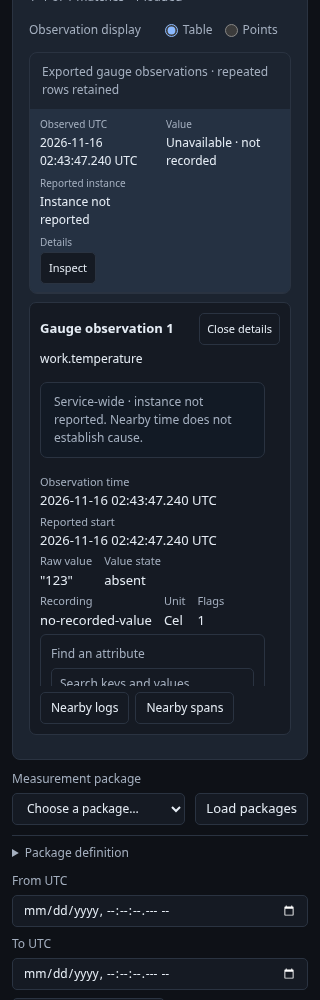 Observation display
Table
Points
Exported gauge observations · repeated
rows retained
Observed UTC
Value
2026-11-16
02:43:47.240 UTC
Unavailable · not
recorded
Reported instance
Instance not
reported
Details
Inspect
Gauge observation 1
Close details
work.temperature
Service-wide · instance not
reported. Nearby time does not
establish cause.
Observation time
2026-11-16 02:43:47.240 UTC
Reported start
2026-11-16 02:42:47.240 UTC
Raw value
Value state
"123"
absent
Recording
Unit
Flags
no-recorded-value
Cel
1
Find an attribute
Search keys and values
Nearby logs
Nearby spans
Measurement package
Choose a package...
Load packages
Package definition
From UTC
mm/dd/yyyy, --:--:--.--- --
To UTC
mm/dd/yyyy, --:--:--.--- --